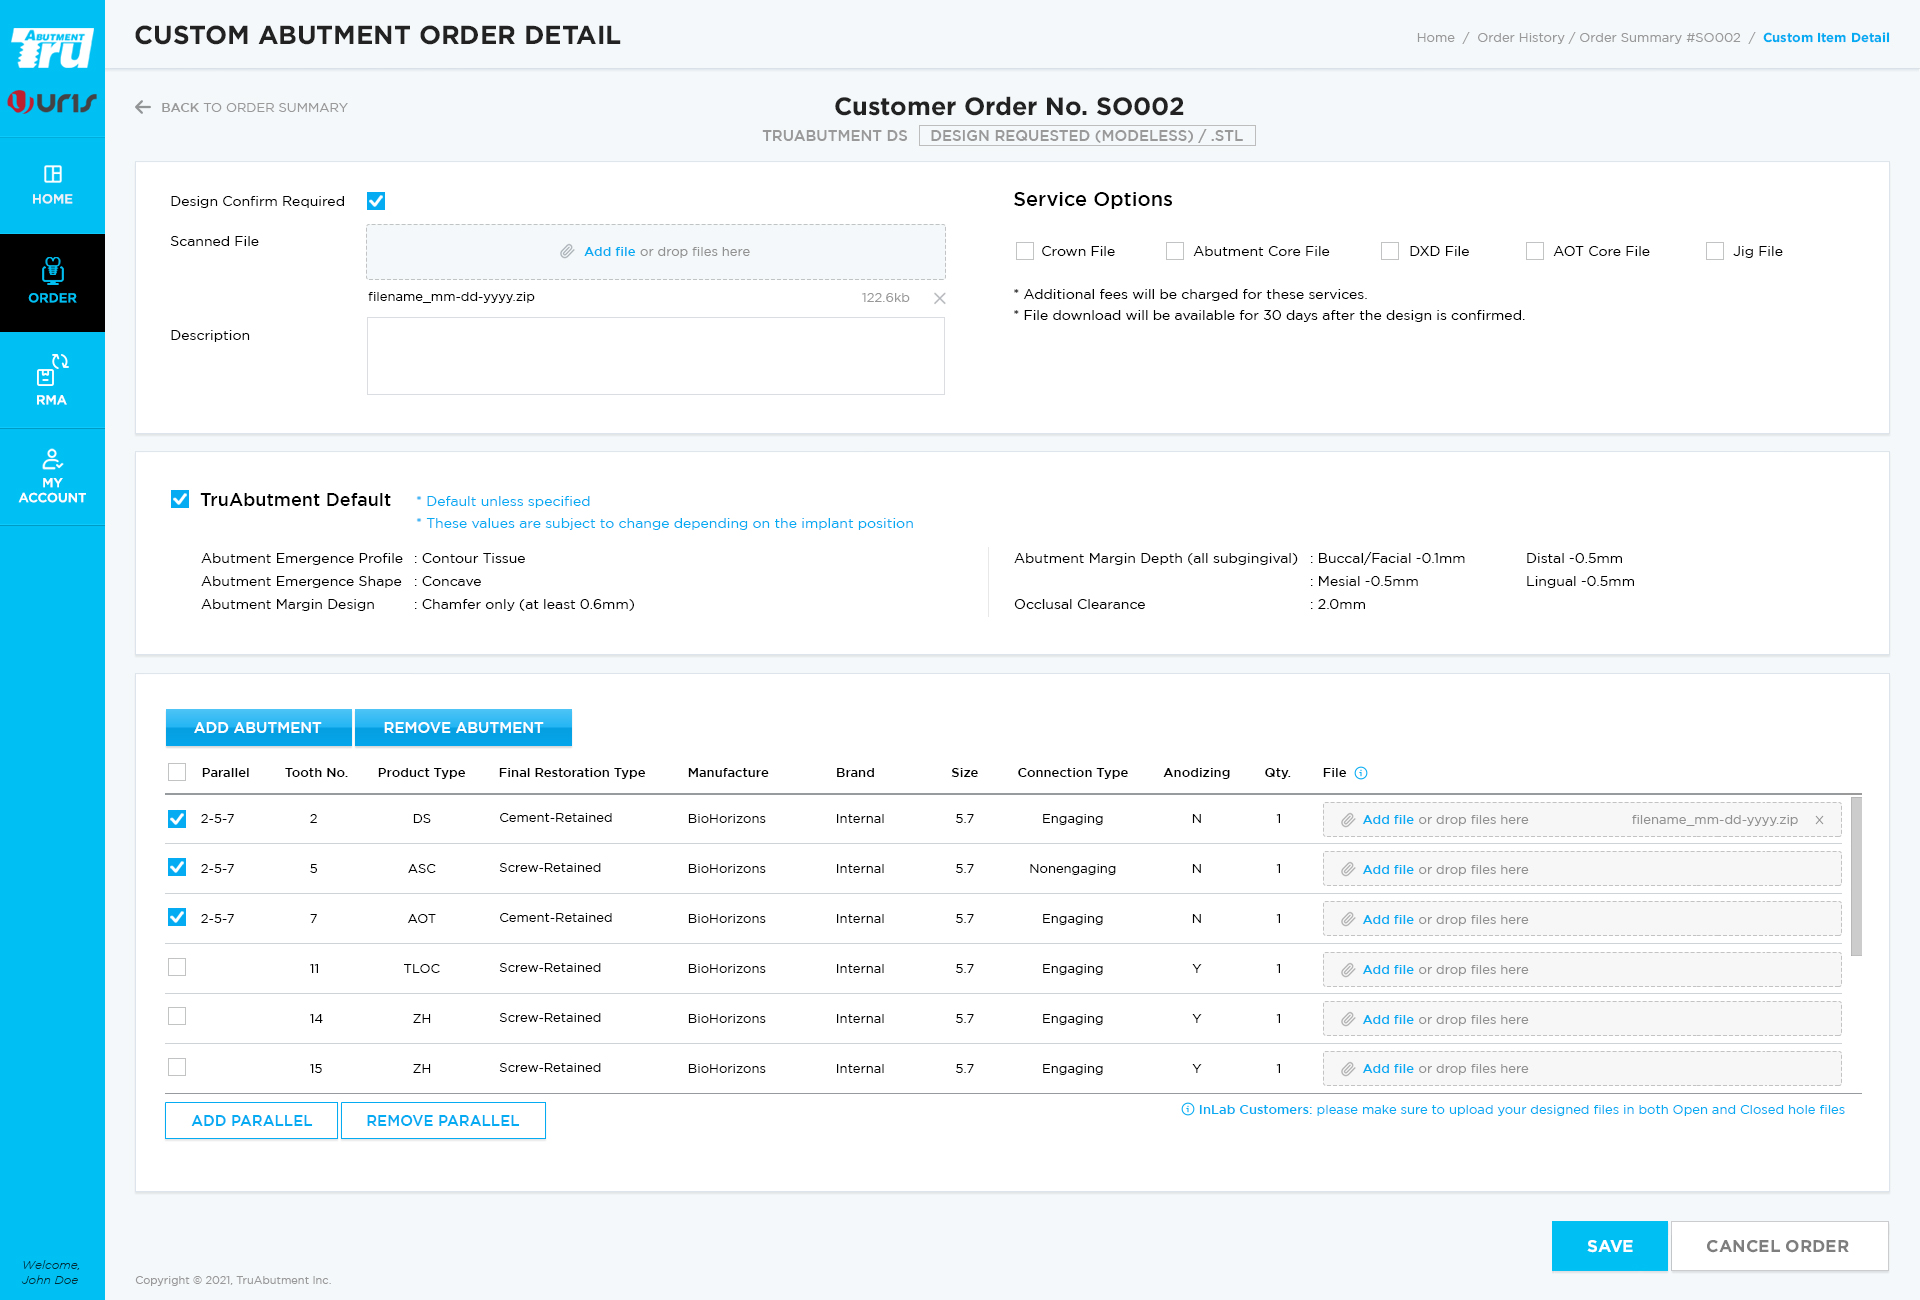 ABUTMENT
Tru
uris
HOME
ORDER
RMA
MY
ACCOUNT
Welcome,
John Doe
CUSTOM ABUTMENT ORDER DETAIL
Home / Order History / Order Summary #SO002 / Custom Item Detail
BACK TO ORDER SUMMARY
Customer Order No. SO002
TRUABUTMENT DS DESIGN REQUESTED (MODELESS) / .STL
Design Confirm Required
Scanned File
Add file or drop files here
filename_mm-dd-yyyy.zip 122.6kb
Description
Service Options
Crown File Abutment Core File DXD File AOT Core File Jig File
* Additional fees will be charged for these services.
* File download will be available for 30 days after the design is confirmed.
TruAbutment Default * Default unless specified
* These values are subject to change depending on the implant position
Abutment Emergence Profile : Contour Tissue
Abutment Emergence Shape : Concave
Abutment Margin Design : Chamfer only (at least 0.6mm)
Abutment Margin Depth (all subgingival) : Buccal/Facial -0.1mm Distal -0.5mm
: Mesial -0.5mm Lingual -0.5mm
Occlusal Clearance : 2.0mm
ADD ABUTMENT REMOVE ABUTMENT
Parallel Tooth No. Product Type Final Restoration Type Manufacture Brand Size Connection Type Anodizing Qty. File
2-5-7 2 DS Cement-Retained BioHorizons Internal 5.7 Engaging N 1 Add file or drop files here filename_mm-dd-yyyy.zip
2-5-7 5 ASC Screw-Retained BioHorizons Internal 5.7 Nonengaging N 1 Add file or drop files here
2-5-7 7 AOT Cement-Retained BioHorizons Internal 5.7 Engaging N 1 Add file or drop files here
11 TLOC Screw-Retained BioHorizons Internal 5.7 Engaging Y 1 Add file or drop files here
14 ZH Screw-Retained BioHorizons Internal 5.7 Engaging Y 1 Add file or drop files here
15 ZH Screw-Retained BioHorizons Internal 5.7 Engaging Y 1 Add file or drop files here
ADD PARALLEL REMOVE PARALLEL
InLab Customers: please make sure to upload your designed files in both Open and Closed hole files
SAVE CANCEL ORDER
Copyright © 2021, TruAbutment Inc.